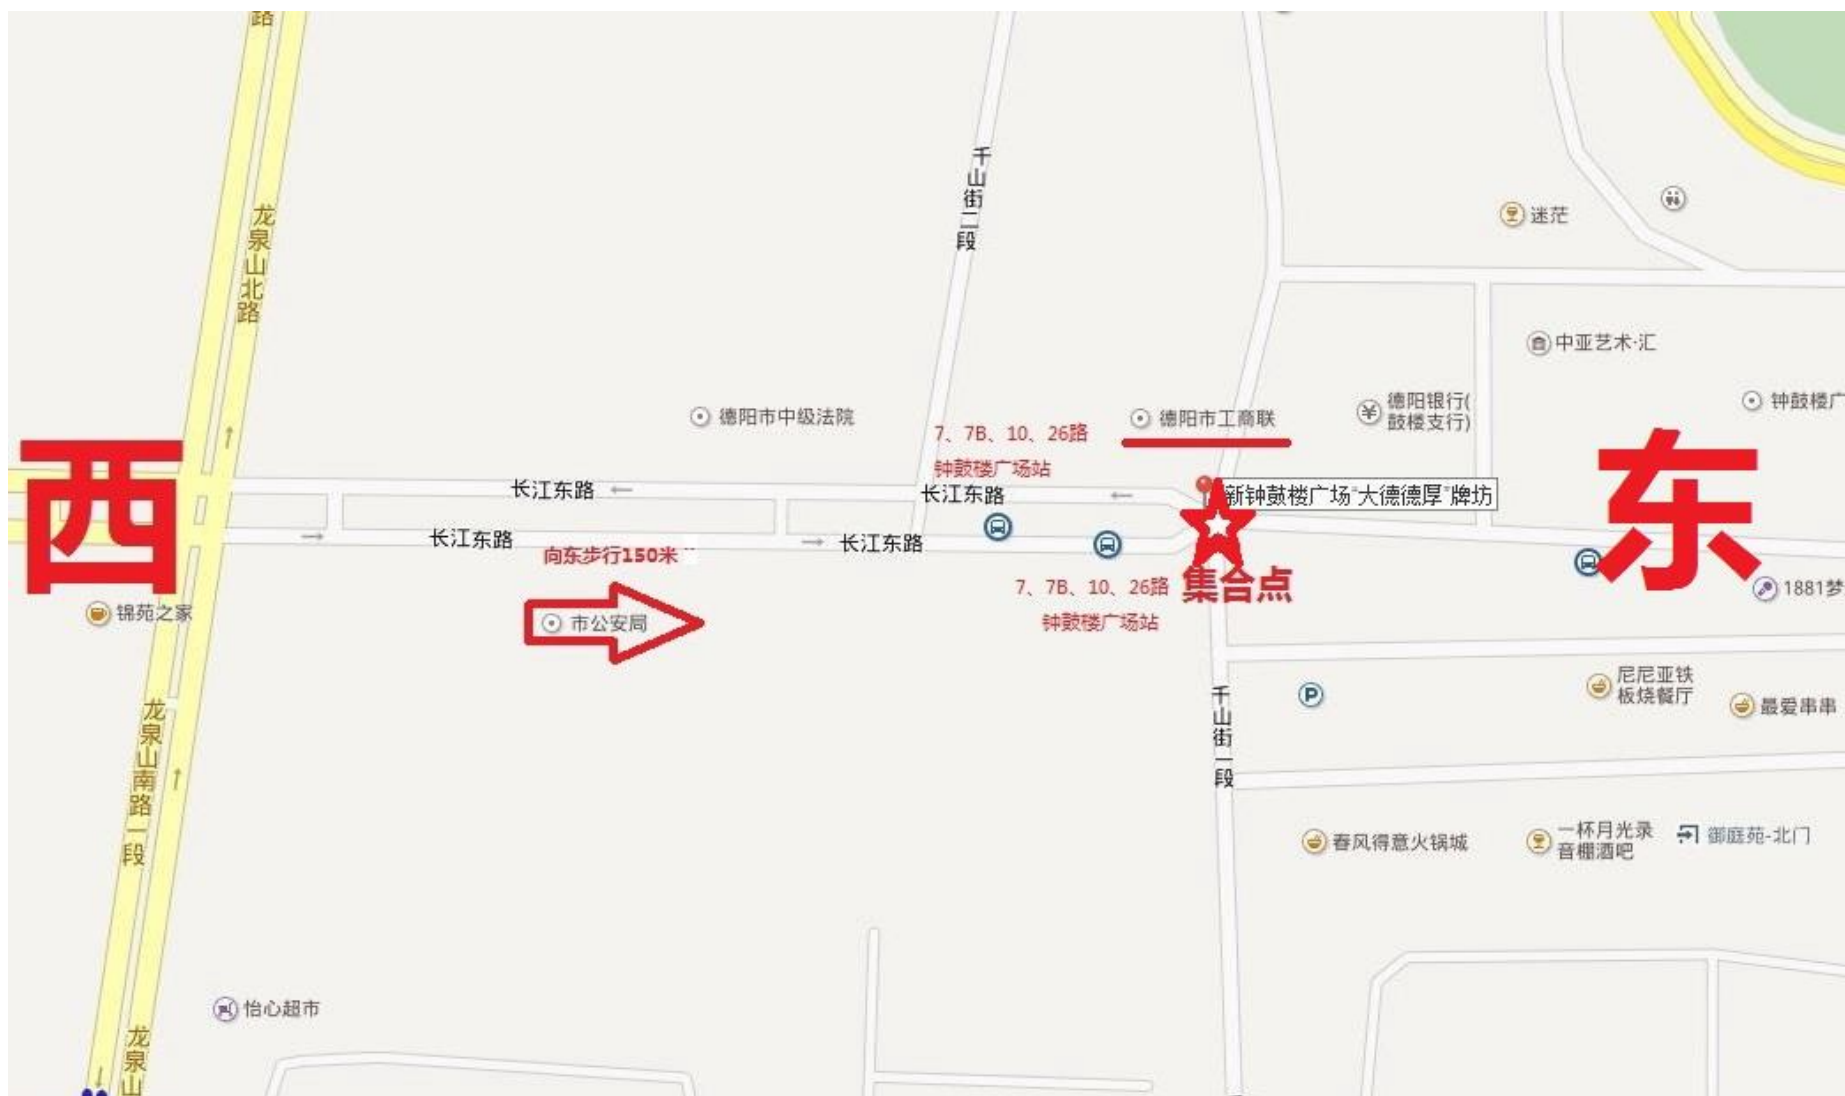 路
龙泉山北路
千山街二段
迷茫
中亚艺术·汇
德阳市中级法院
7、7B、10、26路
钟鼓楼广场站
德阳市工商联
德阳银行(
鼓楼支行)
钟鼓楼广
西
东
长江东路
长江东路
新钟鼓楼广场“大德德厚”牌坊
长江东路
长江东路
向东步行150米
7、7B、10、26路
钟鼓楼广场站
集合点
1881梦
锦苑之家
市公安局
P
尼尼亚铁
板烧餐厅
最爱串串
龙泉山南路一段
千山街一段
春风得意火锅城
一杯月光录
音棚酒吧
御庭苑-北门
怡心超市
龙泉山